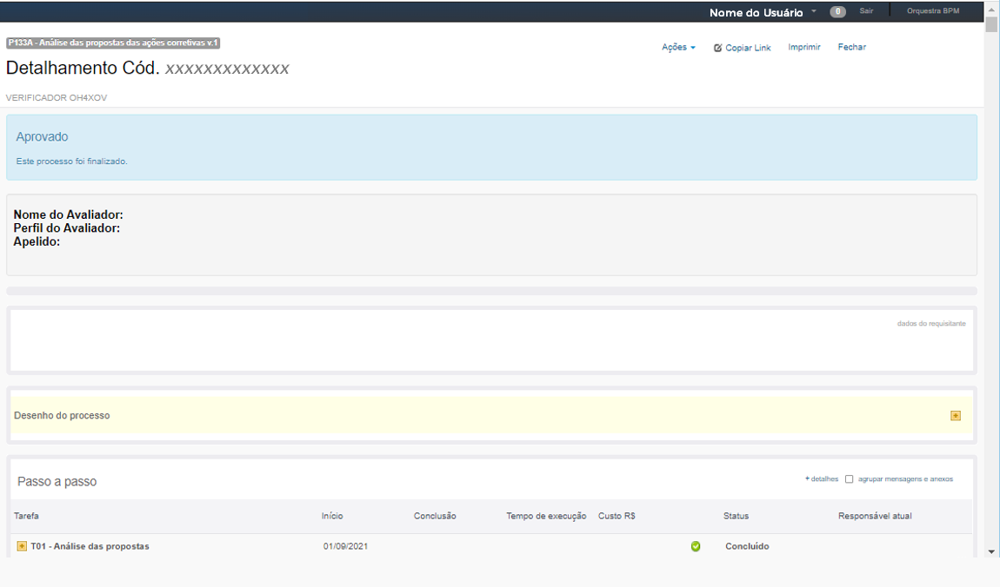 Nome do Usuário 0 Sair Orquestra BPM
P133A - Análise das propostas das ações corretivas v.1
Ações Copiar Link Imprimir Fechar
Detalhamento Cód. xxxxxxxxxxxxx
VERIFICADOR OH4XOV
Aprovado
Este processo foi finalizado.
Nome do Avaliador:
Perfil do Avaliador:
Apelido:
dados do requisitante
Desenho do processo
Passo a passo + detalhes agrupar mensagens e anexos
Tarefa Início Conclusão Tempo de execução Custo R$ Status Responsável atual
T01 - Análise das propostas 01/09/2021 Concluído